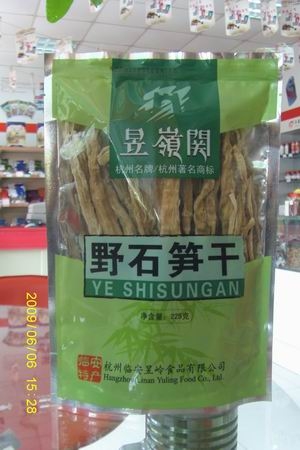 昱嶺関
杭州名牌/杭州著名商标
野石笋干
YE SHISUNGAN
净含量：225克
临安
特产
杭州临安昱岭食品有限公司
Hangzhou Linan Yuling Food Co., Ltd.
2009/06/06 15:28